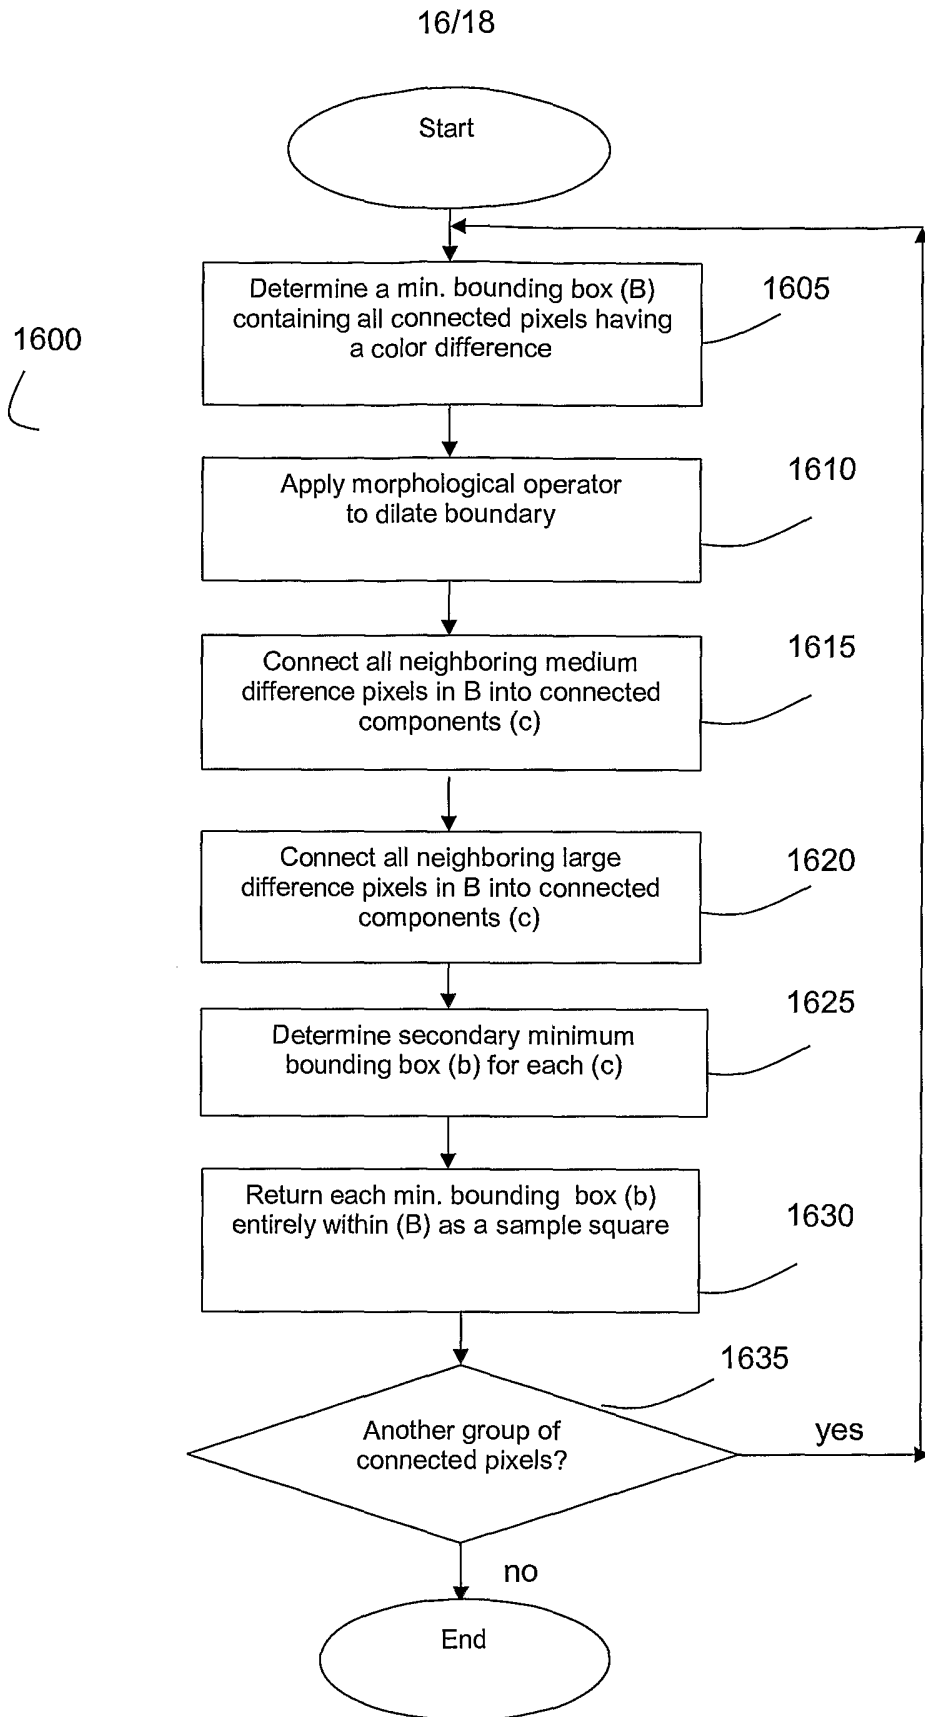 16/18
Start
Determine a min. bounding box (B)
containing all connected pixels having
a color difference
1605
1600
Apply morphological operator
to dilate boundary
1610
Connect all neighboring medium
difference pixels in B into connected
components (c)
1615
Connect all neighboring large
difference pixels in B into connected
components (c)
1620
Determine secondary minimum
bounding box (b) for each (c)
1625
Return each min. bounding box (b)
entirely within (B) as a sample square
1630
1635
Another group of
connected pixels?
yes
no
End